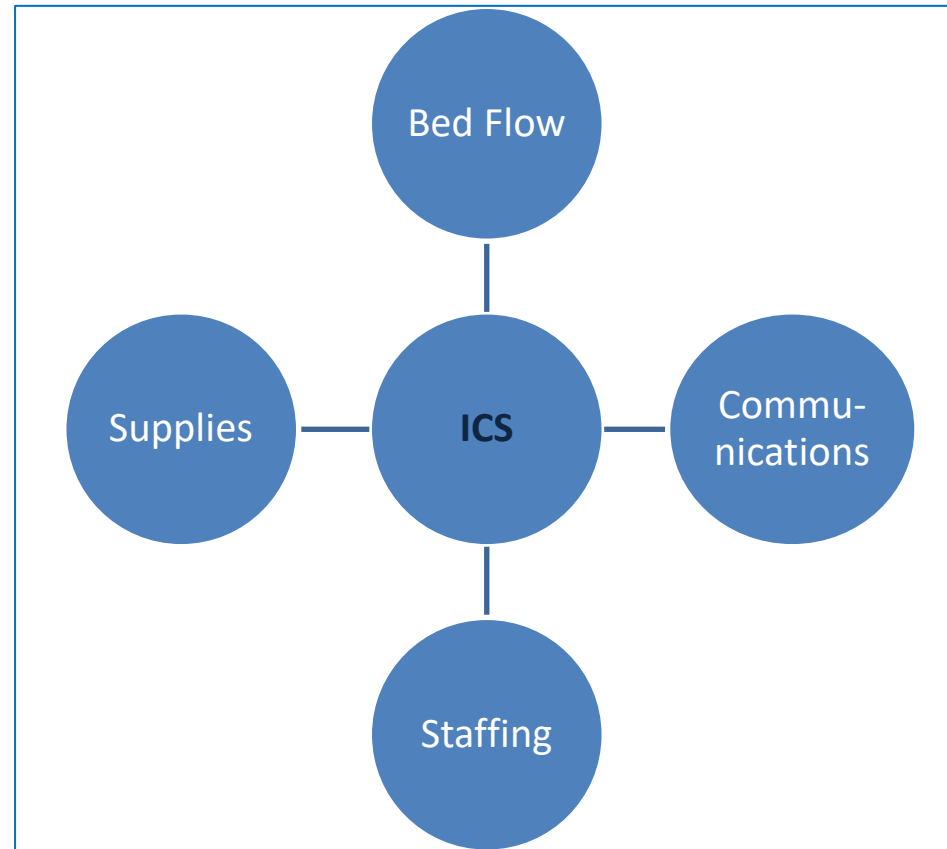 Bed Flow
Supplies
ICS
Commu-
nications
Staffing